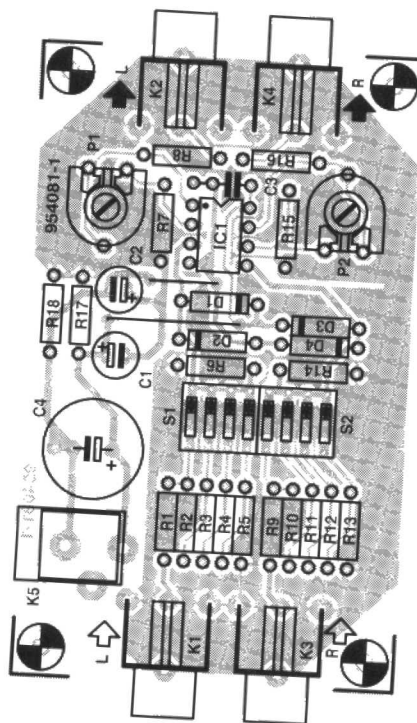 L
K2
K4
R
P1
954081-1
R8
R16
C3
R7
IC1
R15
P2
C2
R18
R17
D1
D2
D3
D4
C1
R6
R14
C4
S1
S2
+
+
+
R1
R2
R3
R4
R5
R9
R10
R11
R12
R13
K5
L
K1
K3
R